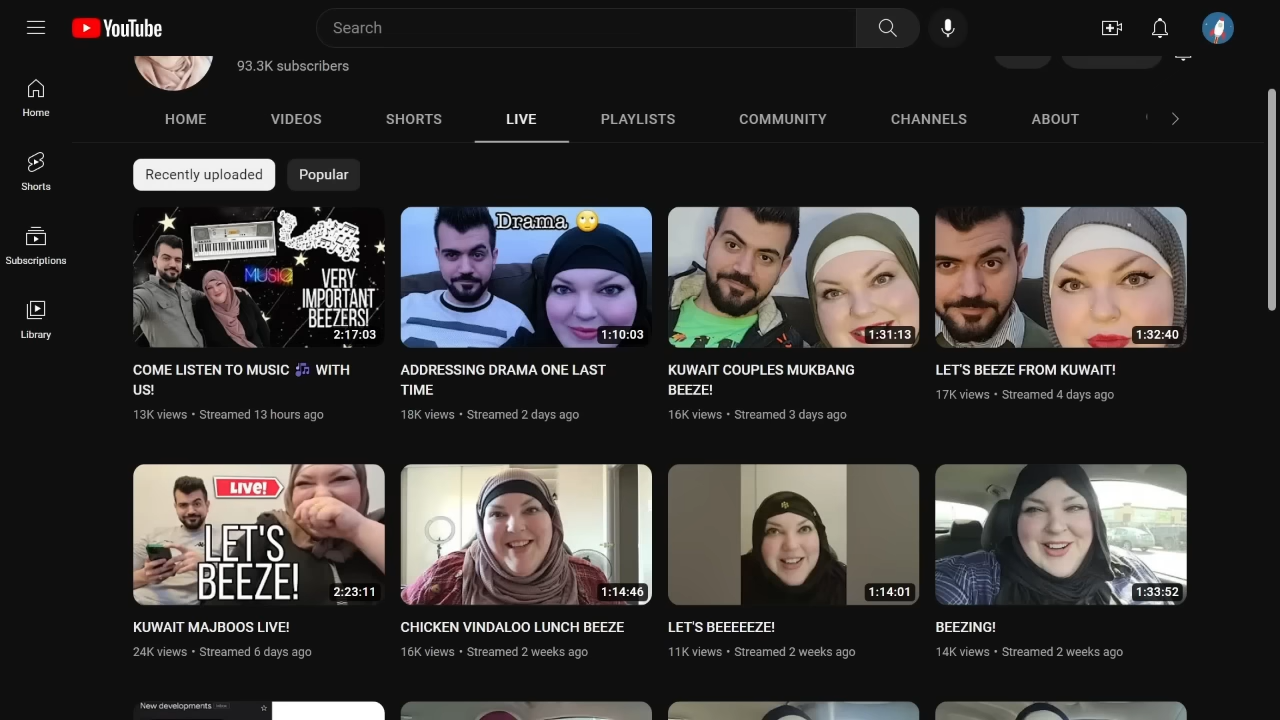 YouTube
Search
93.3K subscribers
Home
Shorts
Subscriptions
Library
HOME
VIDEOS
SHORTS
LIVE
PLAYLISTS
COMMUNITY
CHANNELS
ABOUT
Recently uploaded
Popular
MUSIC
VERY
IMPORTANT
BEEZERS!
2:17:03
COME LISTEN TO MUSIC 🎶 WITH
US!
13K views • Streamed 13 hours ago
Drama 🙄
1:10:03
ADDRESSING DRAMA ONE LAST
TIME
18K views • Streamed 2 days ago
1:31:13
KUWAIT COUPLES MUKBANG
BEEZE!
16K views • Streamed 3 days ago
1:32:40
LET'S BEEZE FROM KUWAIT!
17K views • Streamed 4 days ago
LIVE!
LET'S
BEEZE!
2:23:11
KUWAIT MAJBOOS LIVE!
24K views • Streamed 6 days ago
1:14:46
CHICKEN VINDALOO LUNCH BEEZE
16K views • Streamed 2 weeks ago
1:14:01
LET'S BEEEEEZE!
11K views • Streamed 2 weeks ago
1:33:52
BEEZING!
14K views • Streamed 2 weeks ago
New developments